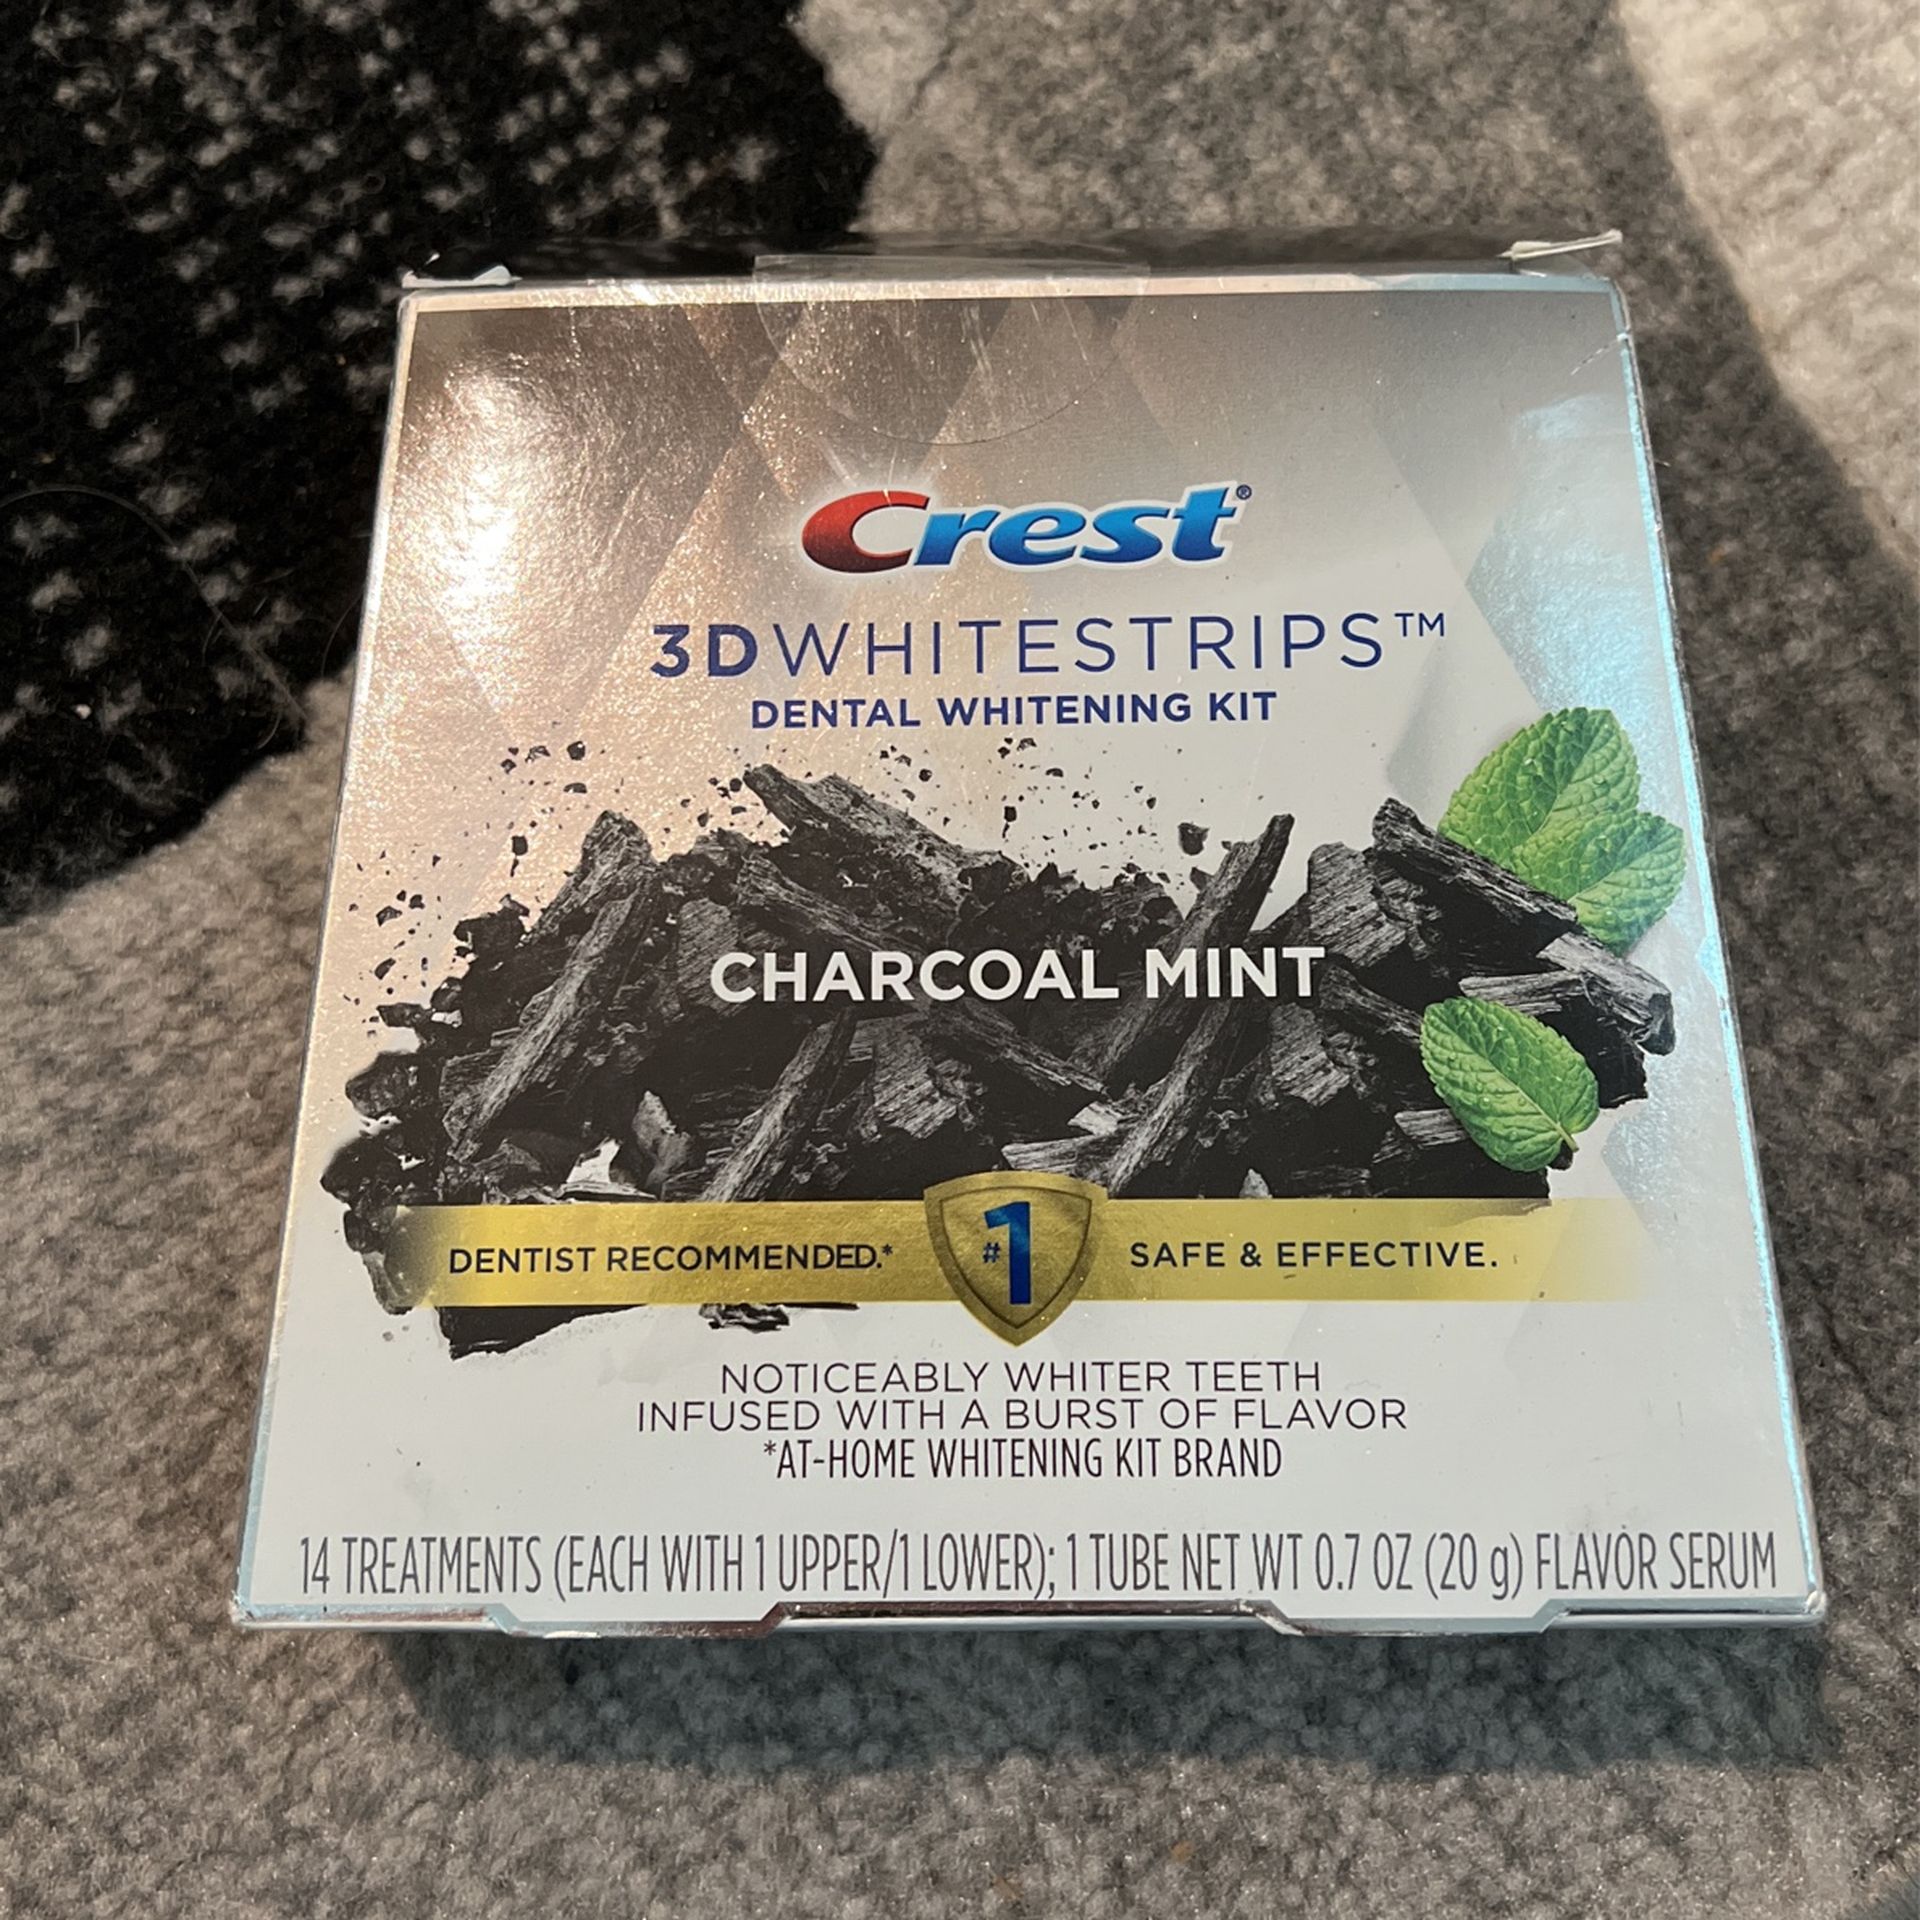 Crest®
3DWHITESTRIPS™
DENTAL WHITENING KIT
CHARCOAL MINT
DENTIST RECOMMENDED.* #1 SAFE & EFFECTIVE.
NOTICEABLY WHITER TEETH
INFUSED WITH A BURST OF FLAVOR
*AT-HOME WHITENING KIT BRAND
14 TREATMENTS (EACH WITH 1 UPPER/1 LOWER); 1 TUBE NET WT 0.7 OZ (20 g) FLAVOR SERUM